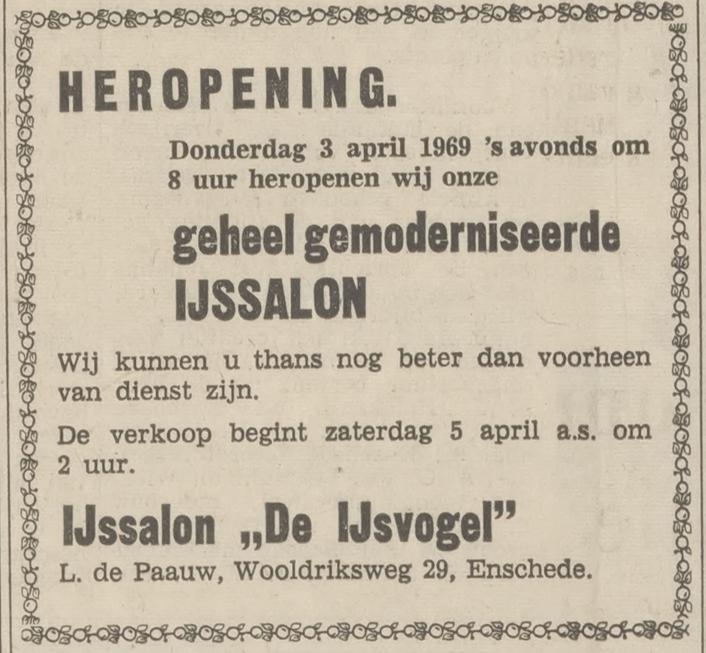 HEROPENING.
Donderdag 3 april 1969 's avonds om
8 uur heropenen wij onze
geheel gemoderniseerde
IJSSALON
Wij kunnen u thans nog beter dan voorheen
van dienst zijn.
De verkoop begint zaterdag 5 april a.s. om
2 uur.
IJssalon „De IJsvogel”
L. de Paauw, Wooldriksweg 29, Enschede.